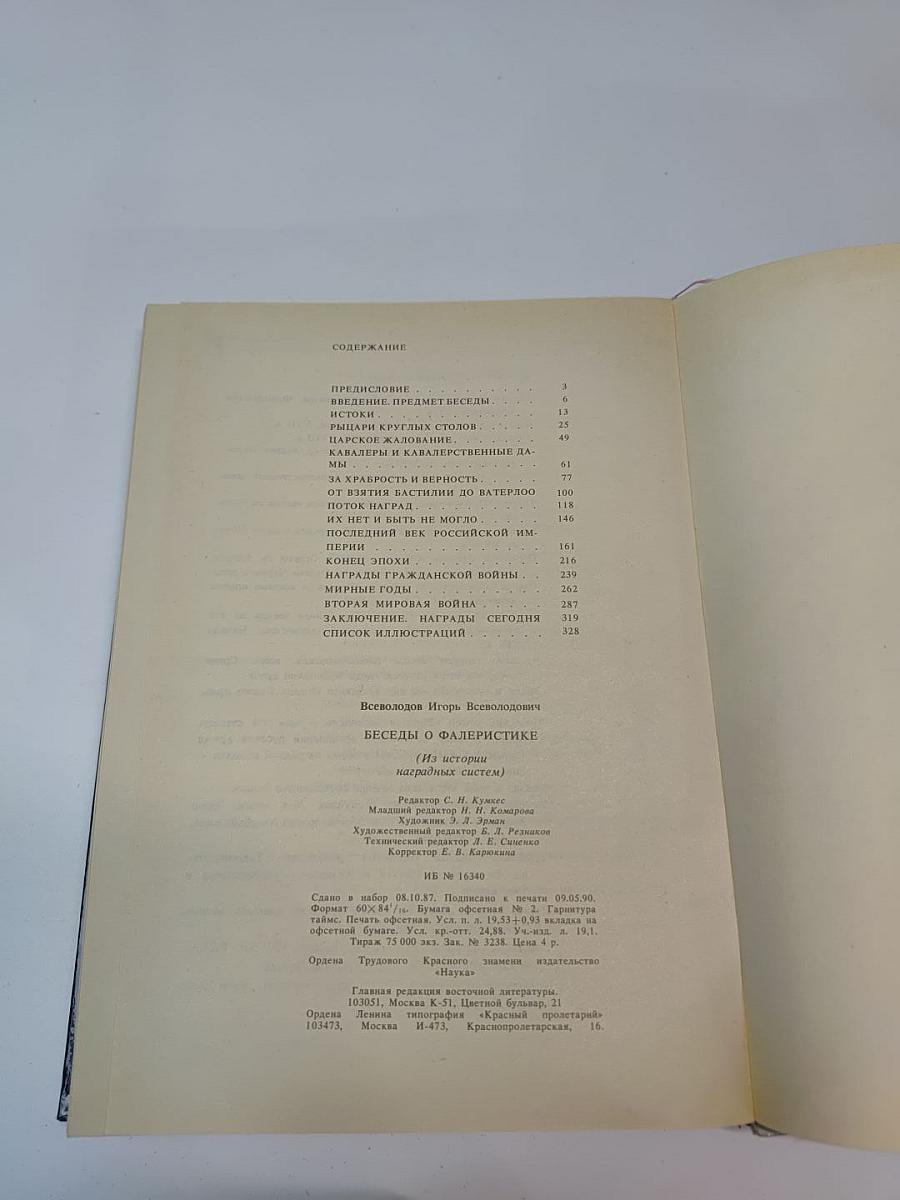 СОДЕРЖАНИЕ
ПРЕДИСЛОВИЕ . . . . . . . . . . 3
ВВЕДЕНИЕ. ПРЕДМЕТ БЕСЕДЫ . . . . 6
ИСТОКИ . . . . . . . . . . . . . 13
РЫЦАРИ КРУГЛЫХ СТОЛОВ . . . . . 25
ЦАРСКОЕ ЖАЛОВАНИЕ . . . . . . . 49
КАВАЛЕРЫ И КАВАЛЕРСТВЕННЫЕ ДА-
МЫ . . . . . . . . . . . . . . . 61
ЗА ХРАБРОСТЬ И ВЕРНОСТЬ . . . . . 77
ОТ ВЗЯТИЯ БАСТИЛИИ ДО ВАТЕРЛОО 100
ПОТОК НАГРАД . . . . . . . . . . 118
ИХ НЕТ И БЫТЬ НЕ МОГЛО . . . . . 146
ПОСЛЕДНИЙ ВЕК РОССИЙСКОЙ ИМ-
ПЕРИИ . . . . . . . . . . . . . 161
КОНЕЦ ЭПОХИ . . . . . . . . . . 216
НАГРАДЫ ГРАЖДАНСКОЙ ВОЙНЫ . . 239
МИРНЫЕ ГОДЫ . . . . . . . . . . 262
ВТОРАЯ МИРОВАЯ ВОЙНА . . . . . 287
ЗАКЛЮЧЕНИЕ. НАГРАДЫ СЕГОДНЯ 319
СПИСОК ИЛЛЮСТРАЦИЙ . . . . . . 328
Всеволодов Игорь Всеволодович
БЕСЕДЫ О ФАЛЕРИСТИКЕ
(Из истории
наградных систем)
Редактор С. Н. Кумкес
Младший редактор Н. Н. Комарова
Художник Э. Л. Эрман
Художественный редактор Б. Л. Резников
Технический редактор Л. Е. Синенко
Корректор Е. В. Карюкина
ИБ № 16340
Сдано в набор 08.10.87. Подписано к печати 09.05.90.
Формат 60×84¹/₁₆. Бумага офсетная № 2. Гарнитура
таймс. Печать офсетная. Усл. п. л. 19,53+0,93 вкладка на
офсетной бумаге. Усл. кр.-отт. 24,88. Уч.-изд. л. 19,1.
Тираж 75 000 экз. Зак. № 3238. Цена 4 р.
Ордена Трудового Красного знамени издательство
«Наука»
Главная редакция восточной литературы.
103051, Москва К-51, Цветной бульвар, 21
Ордена Ленина типография «Красный пролетарий»
103473, Москва И-473, Краснопролетарская, 16.